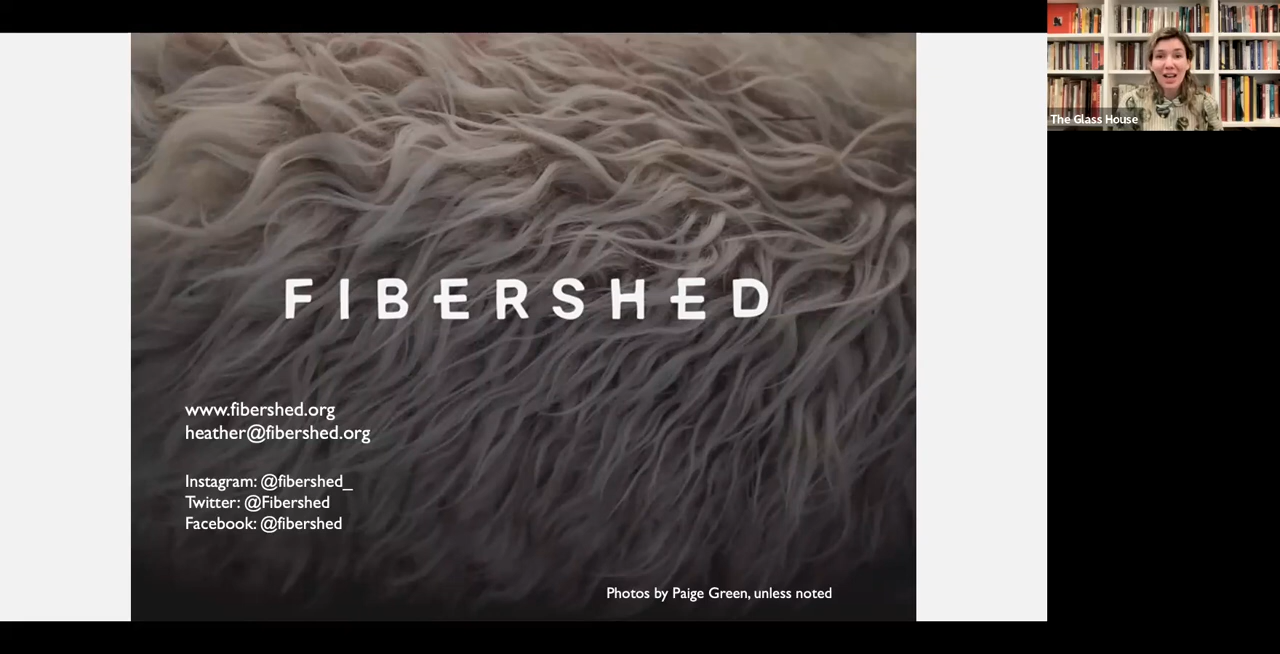 The Glass House
FIBERSHED
www.fibershed.org
heather@fibershed.org
Instagram: @fibershed_
Twitter: @Fibershed
Facebook: @fibershed
Photos by Paige Green, unless noted